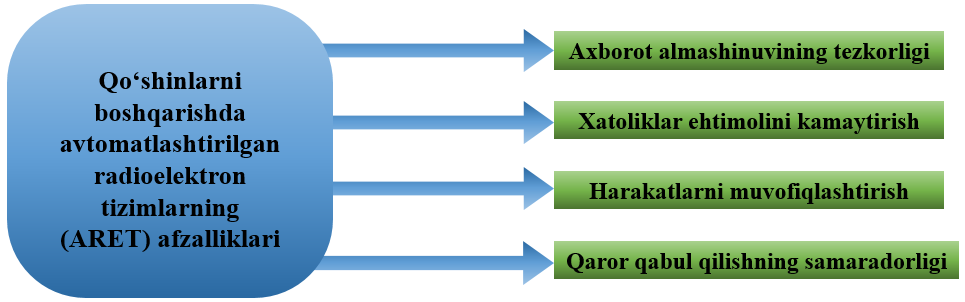 Qo‘shinlarni
boshqarishda
avtomatlashtirilgan
radioelektron
tizimlarning
(ARET) afzalliklari
Axborot almashinuvining tezkorligi
Xatoliklar ehtimolini kamaytirish
Harakatlarni muvofiqlashtirish
Qaror qabul qilishning samaradorligi